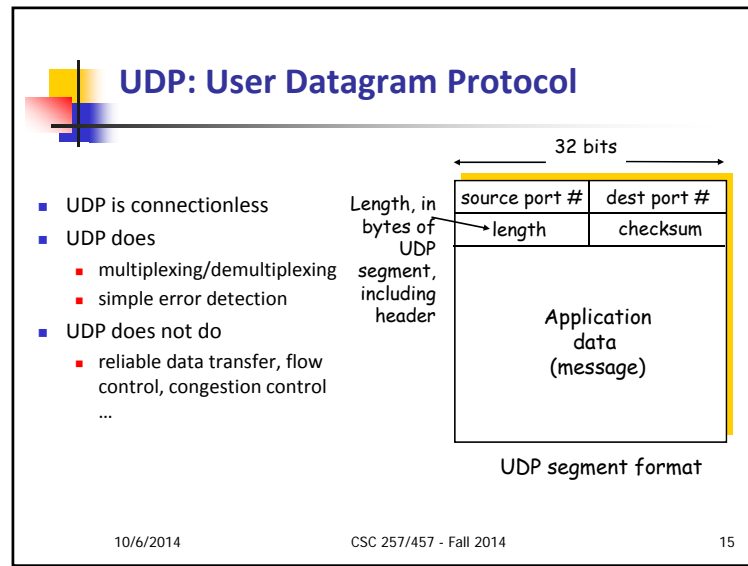 UDP: User Datagram Protocol
■ UDP is connectionless
■ UDP does
■ multiplexing/demultiplexing
■ simple error detection
■ UDP does not do
■ reliable data transfer, flow
control, congestion control
…
Length, in
bytes of
UDP
segment,
including
header
32 bits
source port # dest port #
length checksum
Application
data
(message)
UDP segment format
10/6/2014 CSC 257/457 - Fall 2014 15